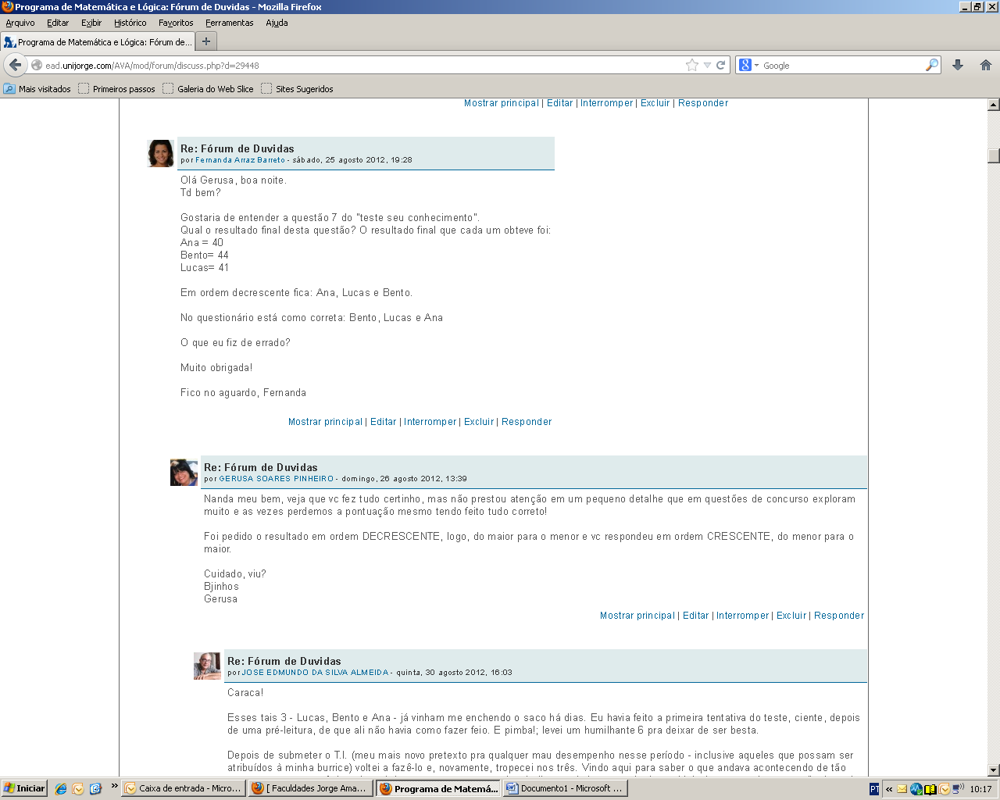 Programa de Matemática e Lógica: Fórum de Duvidas - Mozilla Firefox
Arquivo Editar Exibir Histórico Favoritos Ferramentas Ajuda
Programa de Matemática e Lógica: Fórum de...
ead.unijorge.com/AVA/mod/forum/discuss.php?d=29448
Google
Mais visitados Primeiros passos Galeria do Web Slice Sites Sugeridos
Mostrar principal | Editar | Interromper | Excluir | Responder
Re: Fórum de Duvidas
por Fernanda Arraz Barreto - sábado, 25 agosto 2012, 19:28
Olá Gerusa, boa noite.
Td bem?
Gostaria de entender a questão 7 do "teste seu conhecimento".
Qual o resultado final desta questão? O resultado final que cada um obteve foi:
Ana = 40
Bento= 44
Lucas= 41
Em ordem decrescente fica: Ana, Lucas e Bento.
No questionário está como correta: Bento, Lucas e Ana
O que eu fiz de errado?
Muito obrigada!
Fico no aguardo, Fernanda
Mostrar principal | Editar | Interromper | Excluir | Responder
Re: Fórum de Duvidas
por GERUSA SOARES PINHEIRO - domingo, 26 agosto 2012, 13:39
Nanda meu bem, veja que vc fez tudo certinho, mas não prestou atenção em um pequeno detalhe que em questões de concurso exploram
muito e as vezes perdemos a pontuação mesmo tendo feito tudo correto!
Foi pedido o resultado em ordem DECRESCENTE, logo, do maior para o menor e vc respondeu em ordem CRESCENTE, do menor para o
maior.
Cuidado, viu?
Bjinhos
Gerusa
Mostrar principal | Editar | Interromper | Excluir | Responder
Re: Fórum de Duvidas
por JOSE EDMUNDO DA SILVA ALMEIDA - quinta, 30 agosto 2012, 16:03
Caraca!
Esses tais 3 - Lucas, Bento e Ana - já vinham me enchendo o saco há dias. Eu havia feito a primeira tentativa do teste, ciente, depois
de uma pré-leitura, de que ali não havia como fazer feio. E pimba!; levei um humilhante 6 pra deixar de ser besta.
Depois de submeter o T.I. (meu mais novo pretexto pra qualquer mau desempenho nesse período - inclusive aqueles que possam ser
atribuídos à minha burrice) voltei a fazê-lo e, novamente, tropecei nos três. Vindo aqui para saber o que andava acontecendo de tão
Iniciar » Caixa de entrada - Micro... [ Faculdades Jorge Ama... Programa de Matemá... Documento1 - Microsoft ... PT « 10:17